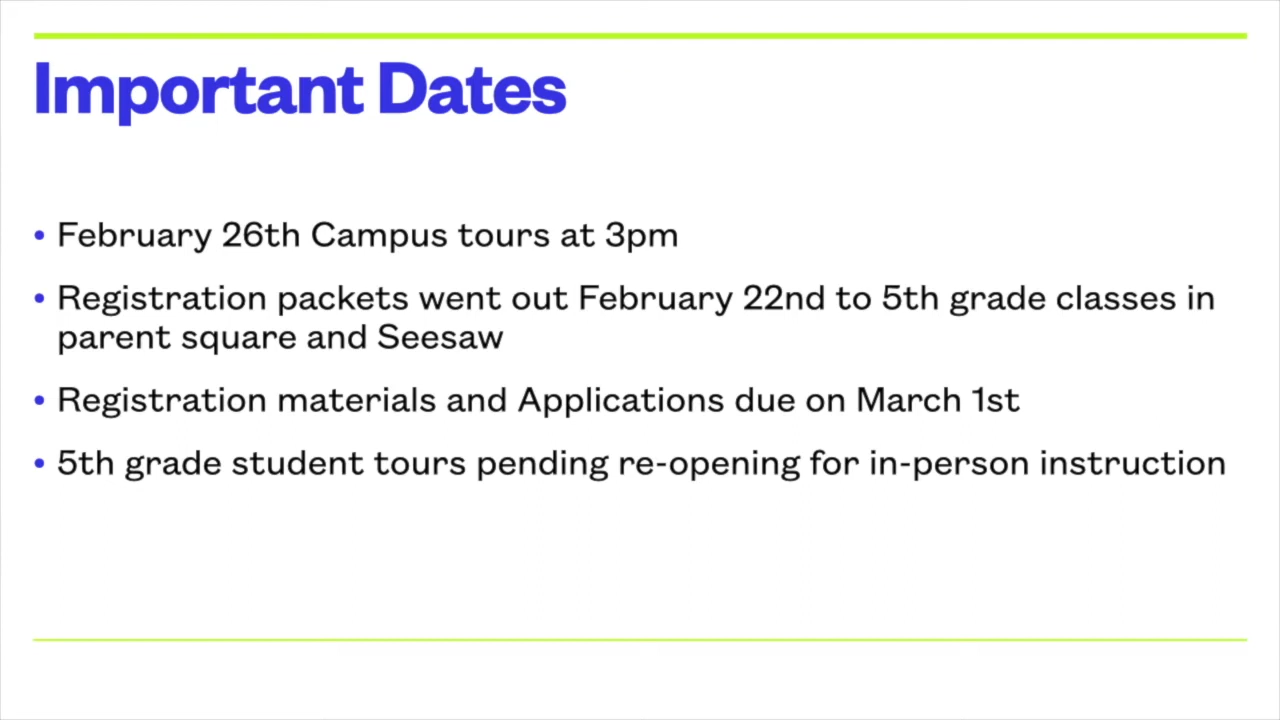 Important Dates
• February 26th Campus tours at 3pm
• Registration packets went out February 22nd to 5th grade classes in
parent square and Seesaw
• Registration materials and Applications due on March 1st
• 5th grade student tours pending re-opening for in-person instruction